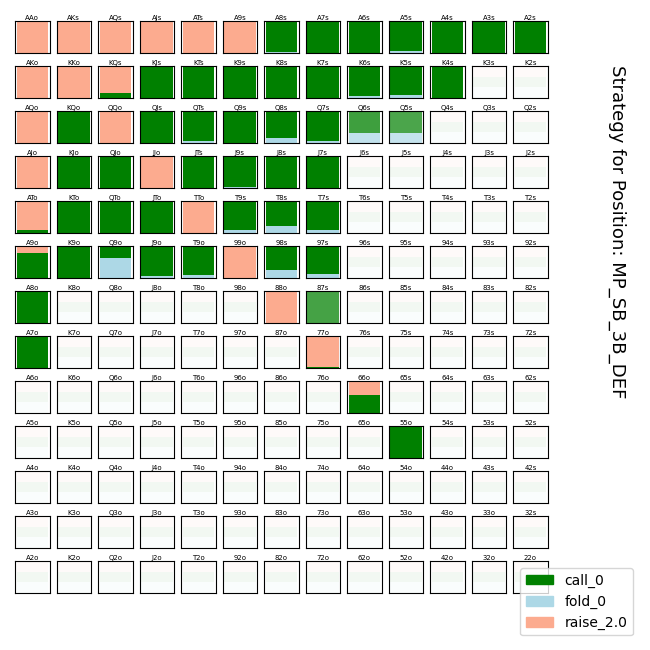 AAo AKs AQs AJs ATs A9s A8s A7s A6s A5s A4s A3s A2s
AKo KKo KQs KJs KTs K9s K8s K7s K6s K5s K4s K3s K2s
AQo KQo QQo QJs QTs Q9s Q8s Q7s Q6s Q5s Q4s Q3s Q2s
AJo KJo QJo JJo JTs J9s J8s J7s J6s J5s J4s J3s J2s
ATo KTo QTo JTo TTo T9s T8s T7s T6s T5s T4s T3s T2s
A9o K9o Q9o J9o T9o 99o 98s 97s 96s 95s 94s 93s 92s
A8o K8o Q8o J8o T8o 98o 88o 87s 86s 85s 84s 83s 82s
A7o K7o Q7o J7o T7o 97o 87o 77o 76s 75s 74s 73s 72s
A6o K6o Q6o J6o T6o 96o 86o 76o 66o 65s 64s 63s 62s
A5o K5o Q5o J5o T5o 95o 85o 75o 65o 55o 54s 53s 52s
A4o K4o Q4o J4o T4o 94o 84o 74o 64o 54o 44o 43s 42s
A3o K3o Q3o J3o T3o 93o 83o 73o 63o 53o 43o 33o 32s
A2o K2o Q2o J2o T2o 92o 82o 72o 62o 52o 42o 32o 22o
Strategy for Position: MP_SB_3B_DEF
call_0
fold_0
raise_2.0